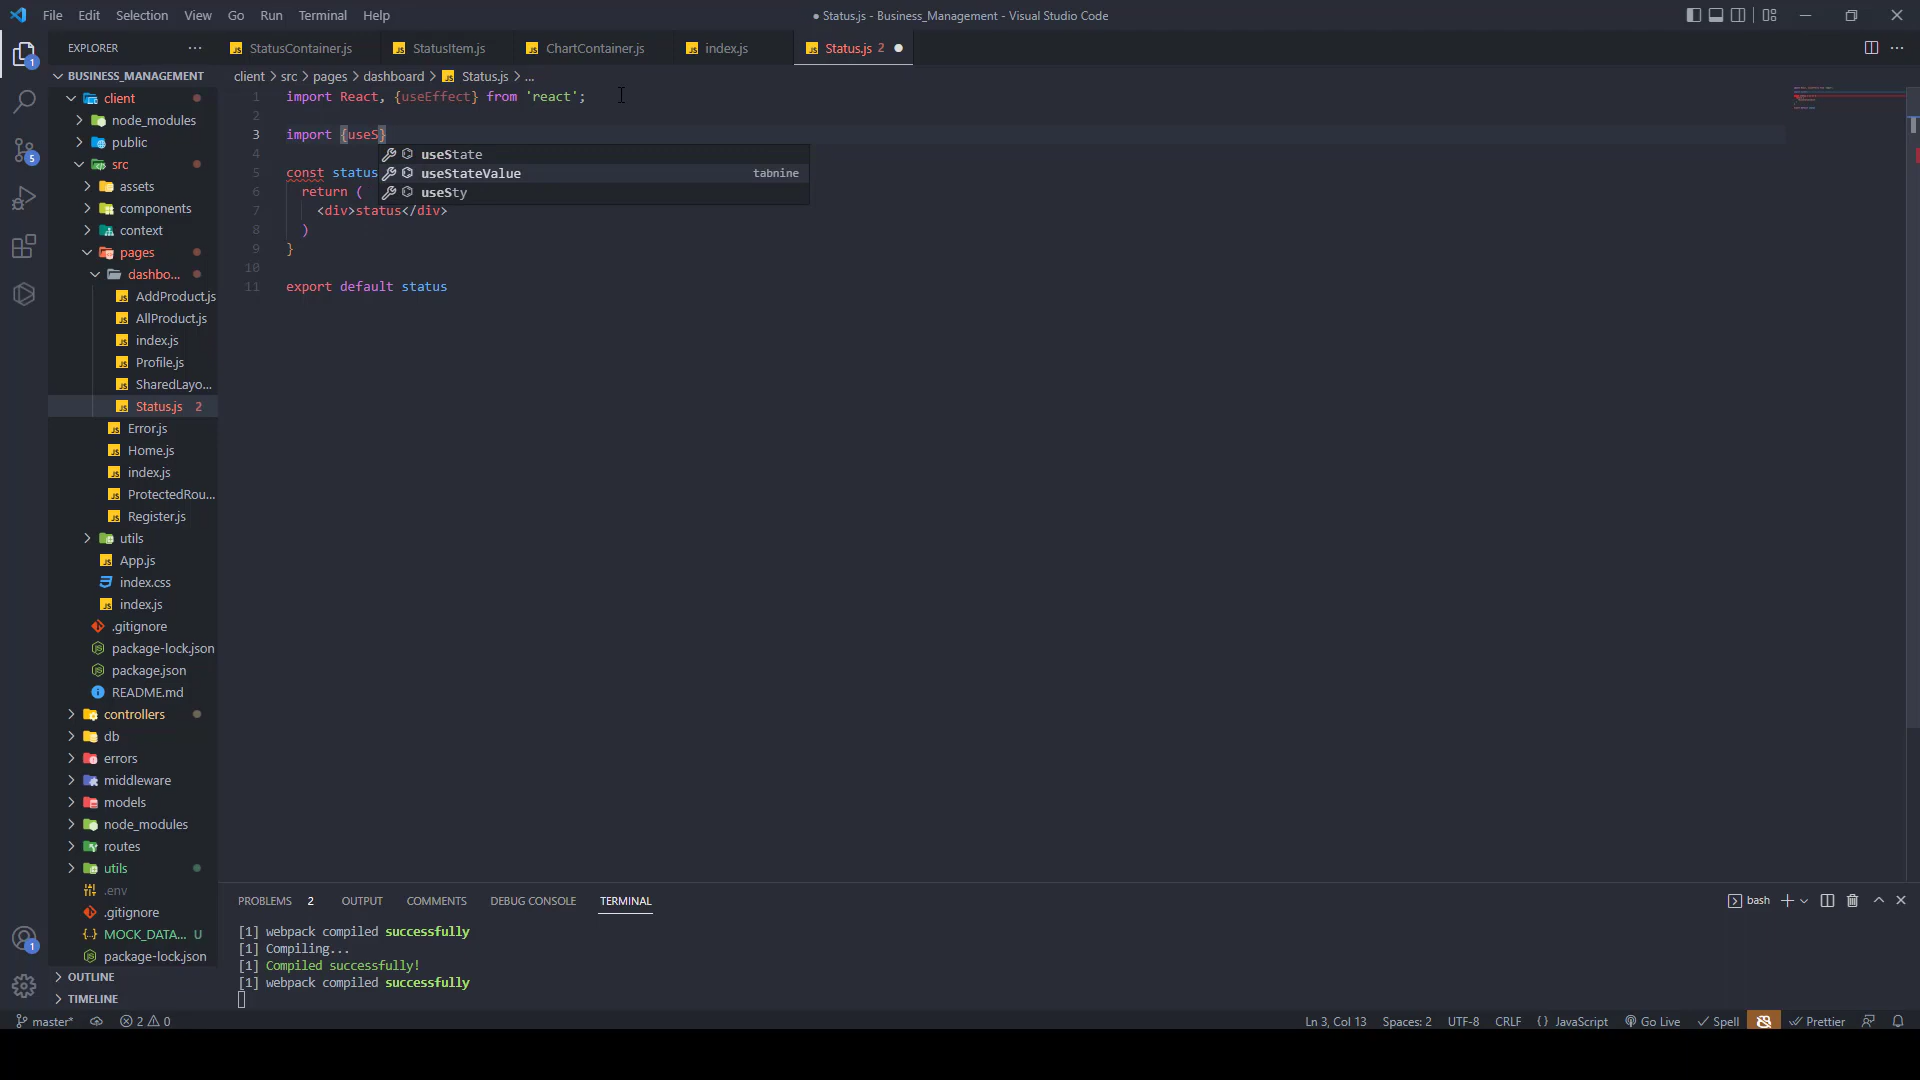 File Edit Selection View Go Run Terminal Help
● Status.js - Business_Management - Visual Studio Code
EXPLORER
StatusContainer.js
StatusItem.js
ChartContainer.js
index.js
Status.js 2
BUSINESS_MANAGEMENT
client > src > pages > dashboard > Status.js > ...
client
node_modules
public
src
assets
components
context
pages
dashbo...
AddProduct.js
AllProduct.js
index.js
Profile.js
SharedLayo...
Status.js 2
Error.js
Home.js
index.js
ProtectedRou...
Register.js
utils
App.js
index.css
index.js
.gitignore
package-lock.json
package.json
README.md
controllers
db
errors
middleware
models
node_modules
routes
utils
.env
.gitignore
MOCK_DATA... U
package-lock.json
OUTLINE
TIMELINE
1 import React, {useEffect} from 'react';
2
3 import {useS}
4
5 const status
6 return (
7 <div>status</div>
8 )
9 }
10
11 export default status
useState
useStateValue tabnine
useSty
PROBLEMS 2 OUTPUT COMMENTS DEBUG CONSOLE TERMINAL
bash
[1] webpack compiled successfully
[1] Compiling...
[1] Compiled successfully!
[1] webpack compiled successfully
1
5
1
master* 2 0
Ln 3, Col 13 Spaces: 2 UTF-8 CRLF {} JavaScript Go Live Spell Prettier